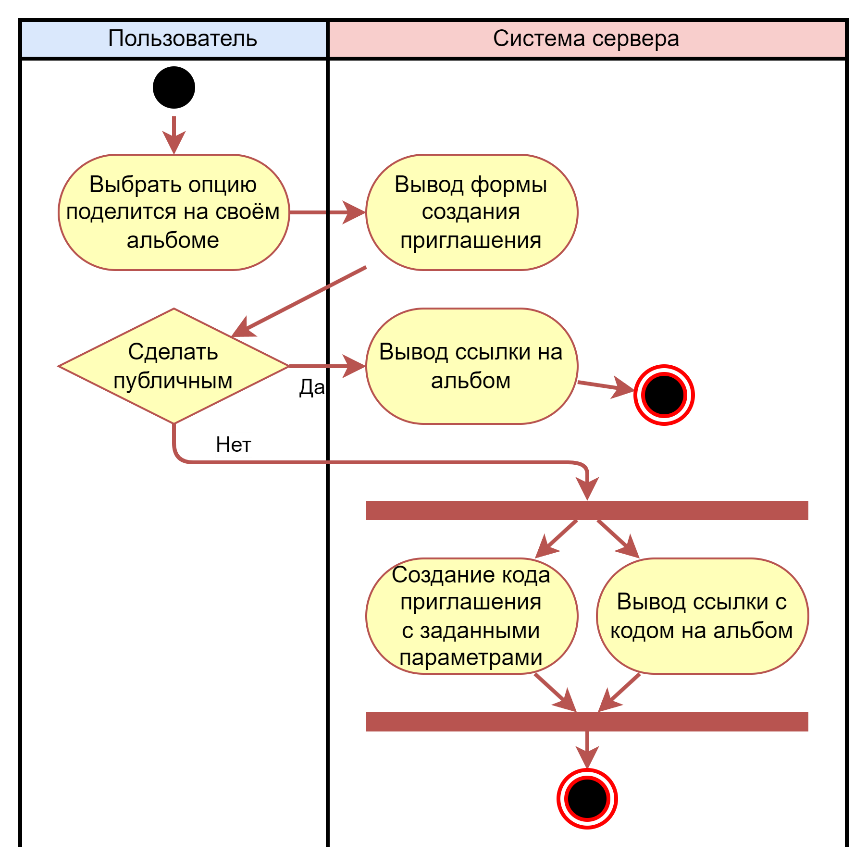 Пользователь
Система сервера
Выбрать опцию
поделится на своём
альбоме
Вывод формы
создания
приглашения
Сделать
публичным
Да
Вывод ссылки на
альбом
Нет
Создание кода
приглашения
с заданными
параметрами
Вывод ссылки с
кодом на альбом